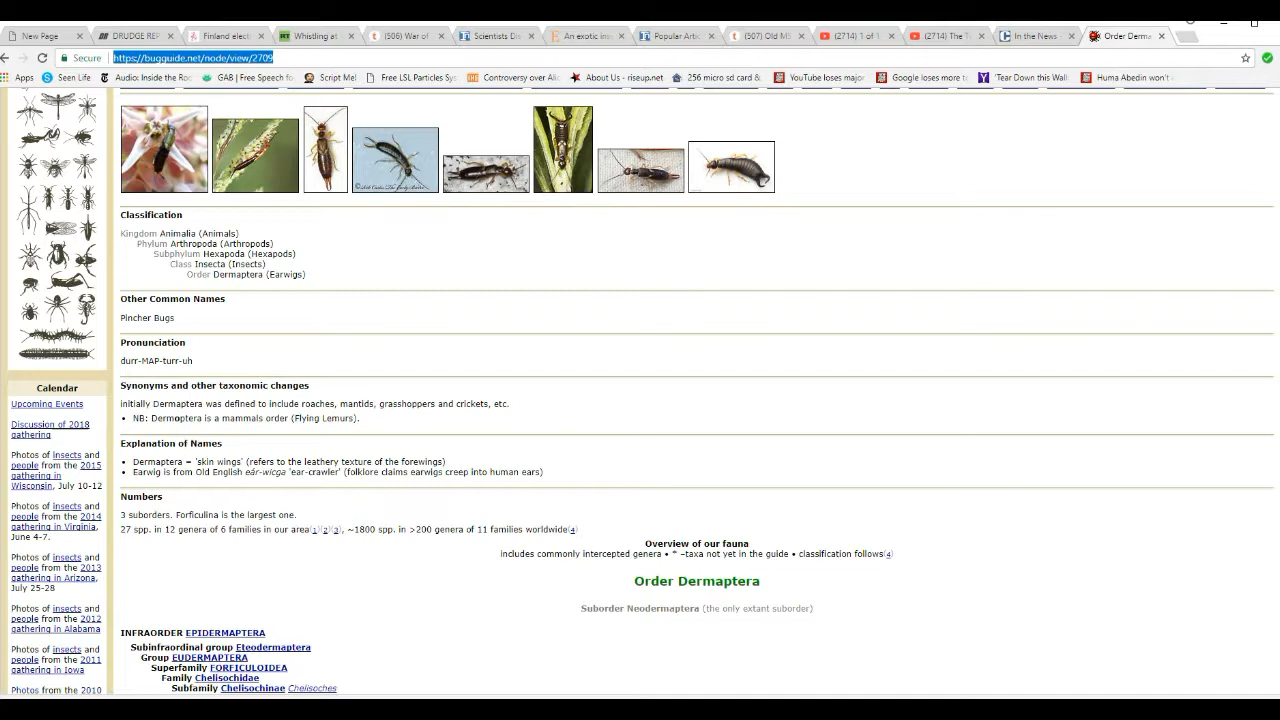 New Page
DRUDGE REP
Finland elect
Whistling at
(506) War of
Scientists Dis
An exotic ins
Popular Artic
(507) Old MS
(2714) 1 of 1
(2714) The To
In the News
Order Derma
Secure
https://bugguide.net/node/view/2709
Apps
Seen Life
Audio: Inside the Ro
GAB | Free Speech fo
Script Mel
Free LSL Particles Sy
Controversy over Ali
About Us - riseup.net
256 micro sd card &
YouTube loses major
Google loses more t
'Tear Down this Wall
Huma Abedin won't
Classification
Kingdom Animalia (Animals)
Phylum Arthropoda (Arthropods)
Subphylum Hexapoda (Hexapods)
Class Insecta (Insects)
Order Dermaptera (Earwigs)
Other Common Names
Pincher Bugs
Pronunciation
durr-MAP-turr-uh
Synonyms and other taxonomic changes
initially Dermaptera was defined to include roaches, mantids, grasshoppers and crickets, etc.
• NB: Dermoptera is a mammals order (Flying Lemurs).
Explanation of Names
• Dermaptera = 'skin wings' (refers to the leathery texture of the forewings)
• Earwig is from Old English eár-wicga 'ear-crawler' (folklore claims earwigs creep into human ears)
Numbers
3 suborders. Forficulina is the largest one.
27 spp. in 12 genera of 6 families in our area(1)(2)(3), ~1800 spp. in >200 genera of 11 families worldwide(4)
Overview of our fauna
includes commonly intercepted genera • * –taxa not yet in the guide • classification follows(4)
Order Dermaptera
Suborder Neodermaptera (the only extant suborder)
INFRAORDER EPIDERMAPTERA
Subinfraordinal group Eteodermaptera
Group EUDERMAPTERA
Superfamily FORFICULOIDEA
Family Chelisochidae
Subfamily Chelisochinae Chelisoches
Calendar
Upcoming Events
Discussion of 2018
gathering
Photos of insects and
people from the 2015
gathering in
Wisconsin, July 10-12
Photos of insects and
people from the 2014
gathering in Virginia,
June 4-7.
Photos of insects and
people from the 2013
gathering in Arizona,
July 25-28
Photos of insects and
people from the 2012
gathering in Alabama
Photos of insects and
people from the 2011
gathering in Iowa
Photos from the 2010